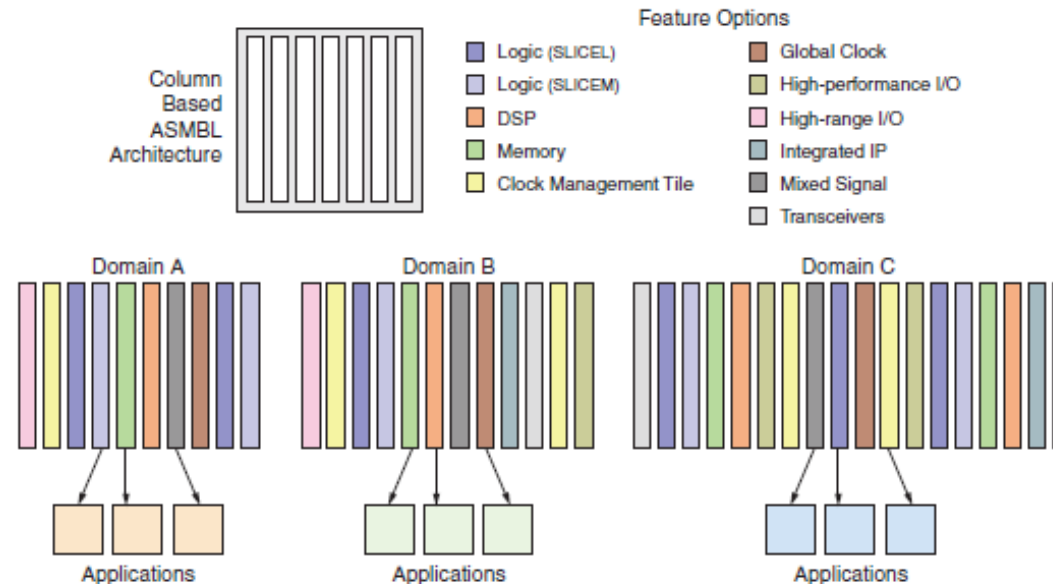 Feature Options
Column
Based
ASMBL
Architecture
Logic (SLICEL)
Logic (SLICEM)
DSP
Memory
Clock Management Tile
Global Clock
High-performance I/O
High-range I/O
Integrated IP
Mixed Signal
Transceivers
Domain A
Domain B
Domain C
Applications
Applications
Applications